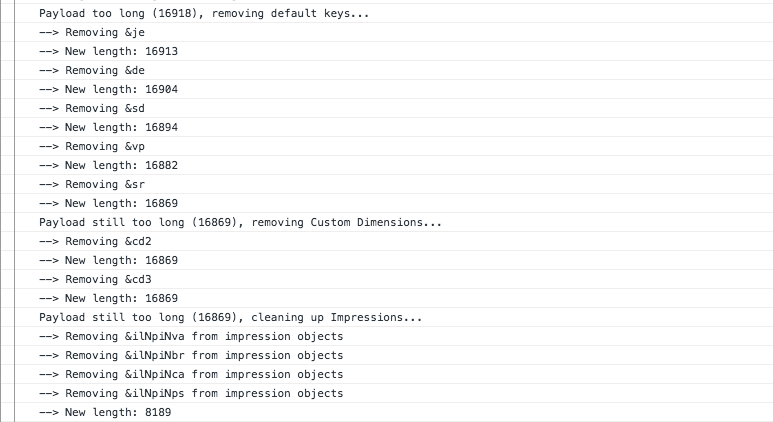 Payload too long (16918), removing default keys...
--> Removing &je
--> New length: 16913
--> Removing &de
--> New length: 16904
--> Removing &sd
--> New length: 16894
--> Removing &vp
--> New length: 16882
--> Removing &sr
--> New length: 16869
Payload still too long (16869), removing Custom Dimensions...
--> Removing &cd2
--> New length: 16869
--> Removing &cd3
--> New length: 16869
Payload still too long (16869), cleaning up Impressions...
--> Removing &ilNpiNva from impression objects
--> Removing &ilNpiNbr from impression objects
--> Removing &ilNpiNca from impression objects
--> Removing &ilNpiNps from impression objects
--> New length: 8189